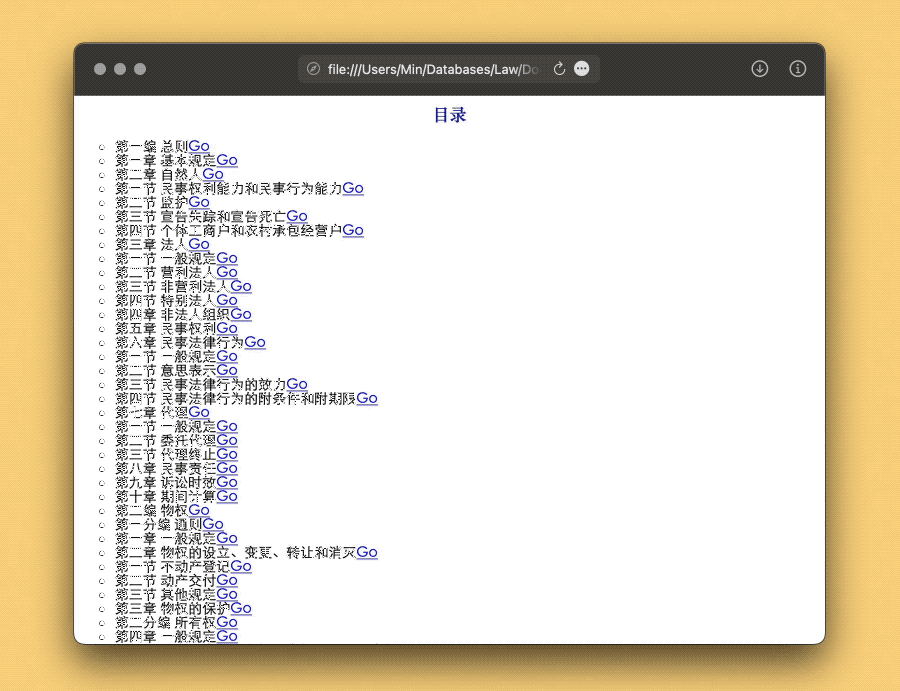 file:///Users/Min/Databases/Law/Do
目录
第一编 总则Go
第一章 基本规定Go
第二章 自然人Go
第一节 民事权利能力和民事行为能力Go
第二节 监护Go
第三节 宣告失踪和宣告死亡Go
第四节 个体工商户和农村承包经营户Go
第三章 法人Go
第一节 一般规定Go
第二节 营利法人Go
第三节 非营利法人Go
第四节 特别法人Go
第四章 非法人组织Go
第五章 民事权利Go
第六章 民事法律行为Go
第一节 一般规定Go
第二节 意思表示Go
第三节 民事法律行为的效力Go
第四节 民事法律行为的附条件和附期限Go
第七章 代理Go
第一节 一般规定Go
第二节 委托代理Go
第三节 代理终止Go
第八章 民事责任Go
第九章 诉讼时效Go
第十章 期间计算Go
第二编 物权Go
第一分编 通则Go
第一章 一般规定Go
第二章 物权的设立、变更、转让和消灭Go
第一节 不动产登记Go
第二节 动产交付Go
第三节 其他规定Go
第三章 物权的保护Go
第二分编 所有权Go
第四章 一般规定Go